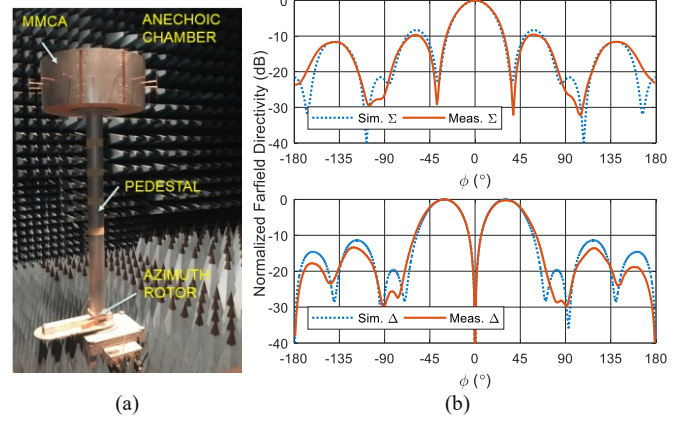 MMCA
ANECHOIC
CHAMBER
PEDESTAL
AZIMUTH
ROTOR
(a)
Normalized Farfield Directivity (dB)
0
-10
-20
-30
-40
Sim. Σ Meas. Σ
-180 -135 -90 -45 0 45 90 135 180
ϕ (°)
0
-10
-20
-30
-40
Sim. Δ Meas. Δ
-180 -135 -90 -45 0 45 90 135 180
ϕ (°)
(b)